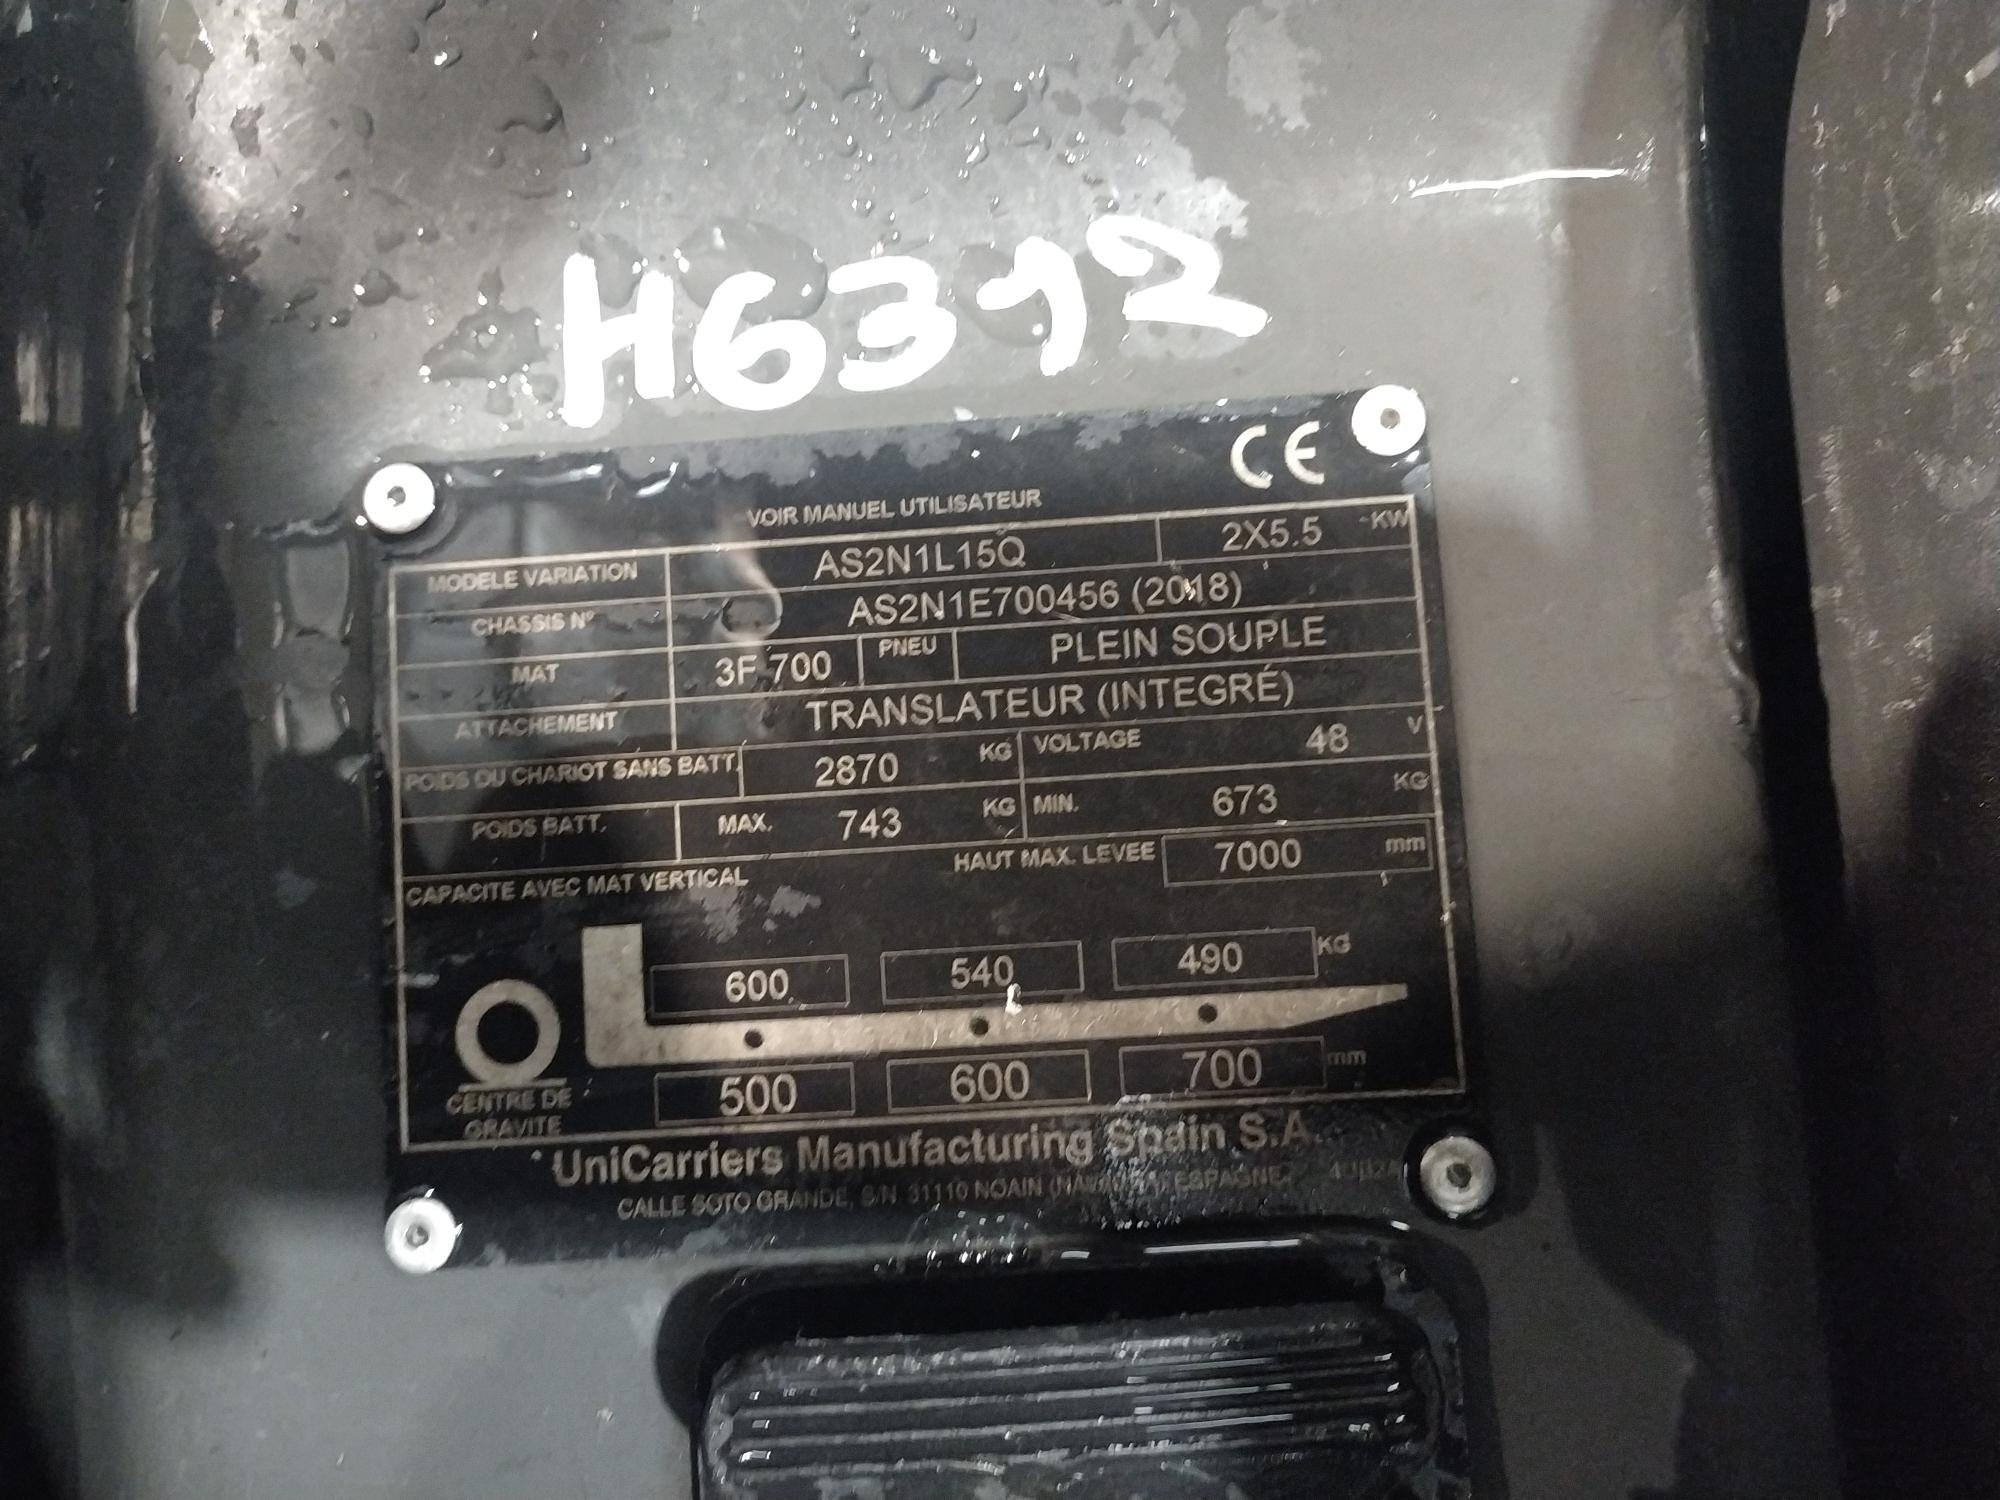 H6312
CE
VOIR MANUEL UTILISATEUR
MODELE VARIATION AS2N1L15Q 2X5.5 KW
CHASSIS Nº AS2N1E700456 (2018)
MAT 3F 700 PNEU PLEIN SOUPLE
ATTACHEMENT TRANSLATEUR (INTEGRÉ)
POIDS DU CHARIOT SANS BATT. 2870 KG VOLTAGE 48 V
POIDS BATT. MAX. 743 KG MIN. 673 KG
CAPACITE AVEC MAT VERTICAL HAUT MAX. LEVEE 7000 mm
600 540 490 KG
500 600 700 mm
CENTRE DE
GRAVITE
UniCarriers Manufacturing Spain S.A.
CALLE SOTO GRANDE, S/N. 31110 NOAIN ESPAGNE